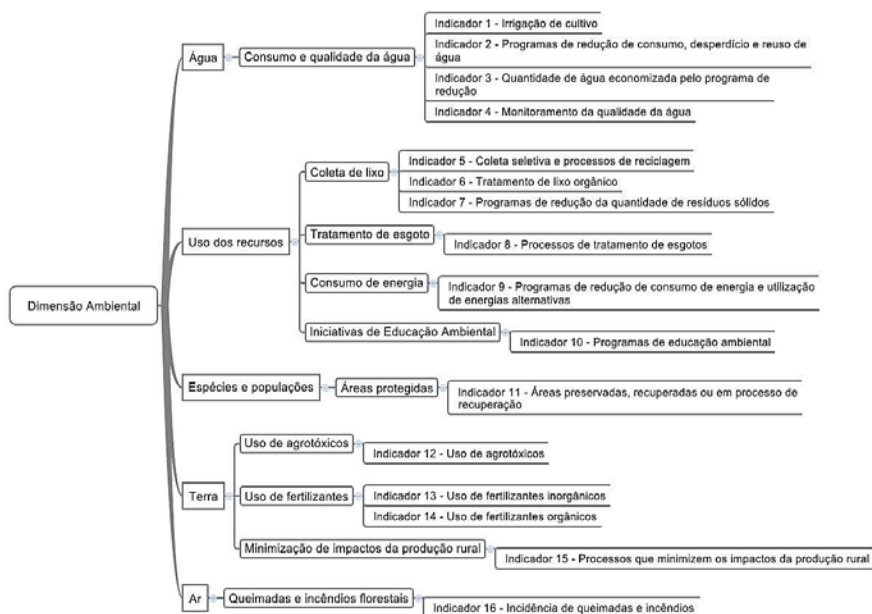 Dimensão Ambiental
Água
Consumo e qualidade da água
Indicador 1 - Irrigação de cultivo
Indicador 2 - Programas de redução de consumo, desperdício e reuso de
água
Indicador 3 - Quantidade de água economizada pelo programa de
redução
Indicador 4 - Monitoramento da qualidade da água
Uso dos recursos
Coleta de lixo
Indicador 5 - Coleta seletiva e processos de reciclagem
Indicador 6 - Tratamento de lixo orgânico
Indicador 7 - Programas de redução da quantidade de resíduos sólidos
Tratamento de esgoto
Indicador 8 - Processos de tratamento de esgotos
Consumo de energia
Indicador 9 - Programas de redução de consumo de energia e utilização
de energias alternativas
Iniciativas de Educação Ambiental
Indicador 10 - Programas de educação ambiental
Espécies e populações
Áreas protegidas
Indicador 11 - Áreas preservadas, recuperadas ou em processo de
recuperação
Terra
Uso de agrotóxicos
Indicador 12 - Uso de agrotóxicos
Uso de fertilizantes
Indicador 13 - Uso de fertilizantes inorgânicos
Indicador 14 - Uso de fertilizantes orgânicos
Minimização de impactos da produção rural
Indicador 15 - Processos que minimizem os impactos da produção rural
Ar
Queimadas e incêndios florestais
Indicador 16 - Incidência de queimadas e incêndios